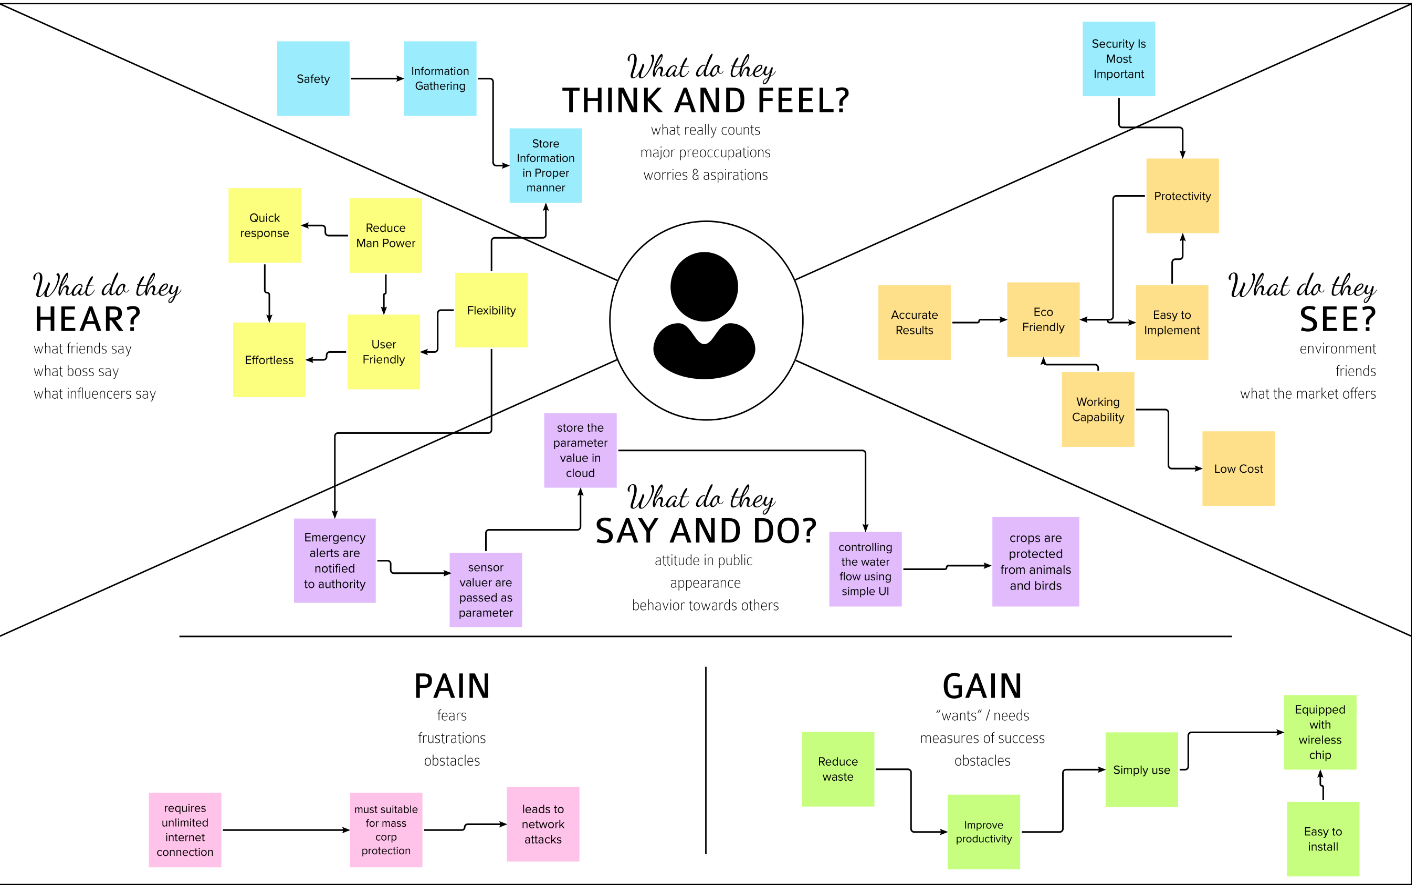 What do they
THINK AND FEEL?
what really counts
major preoccupations
worries & aspirations
Safety
Information
Gathering
Store
Information
in Proper
manner
Security Is
Most
Important
What do they
HEAR?
what friends say
what boss say
what influencers say
Quick
response
Reduce
Man Power
Flexibility
Effortless
User
Friendly
What do they
SEE?
environment
friends
what the market offers
Protectivity
Accurate
Results
Eco
Friendly
Easy to
Implement
Working
Capability
Low Cost
What do they
SAY AND DO?
attitude in public
appearance
behavior towards others
store the
parameter
value in
cloud
Emergency
alerts are
notified
to authority
sensor
valuer are
passed as
parameter
controlling
the water
flow using
simple UI
crops are
protected
from animals
and birds
PAIN
fears
frustrations
obstacles
requires
unlimited
internet
connection
must suitable
for mass
corp
protection
leads to
network
attacks
GAIN
“wants” / needs
measures of success
obstacles
Reduce
waste
Improve
productivity
Simply use
Equipped
with
wireless
chip
Easy to
install